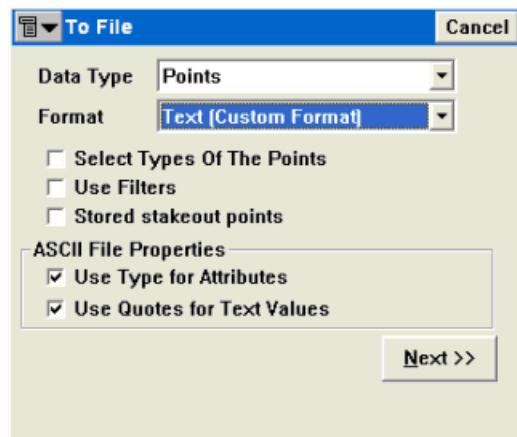 To File Cancel
Data Type Points
Format Text (Custom Format)
Select Types Of The Points
Use Filters
Stored stakeout points
ASCII File Properties
Use Type for Attributes
Use Quotes for Text Values
Next >>